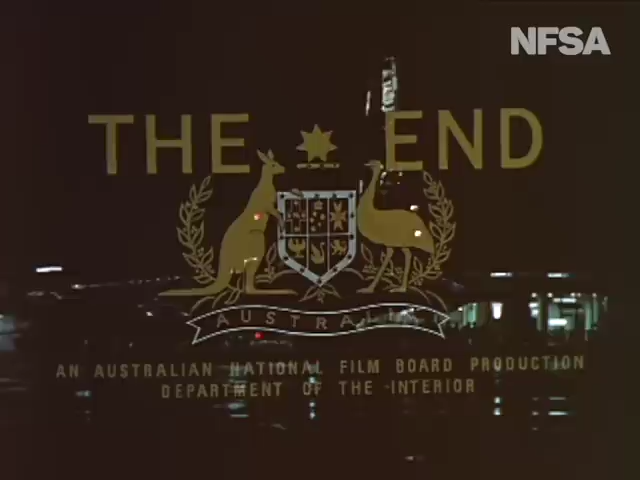 NFSA
THE END
AUSTRALIA
AN AUSTRALIAN NATIONAL FILM BOARD PRODUCTION
DEPARTMENT OF THE INTERIOR